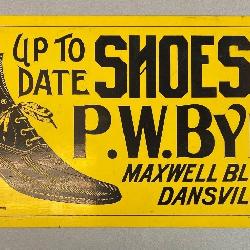 UP TO
DATE SHOES
P.W.BY
MAXWELL BL
DANSVIL